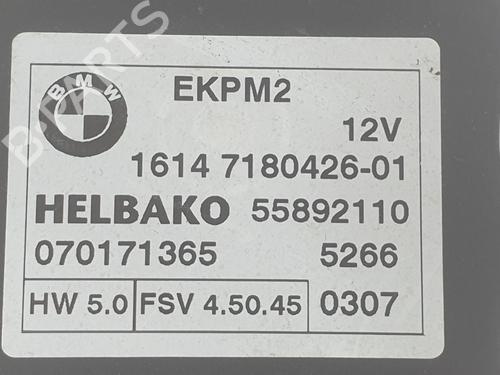 BMW
EKPM2
12V
1614 7180426-01
HELBAKO 55892110
070171365 5266
HW 5.0 FSV 4.50.45 0307